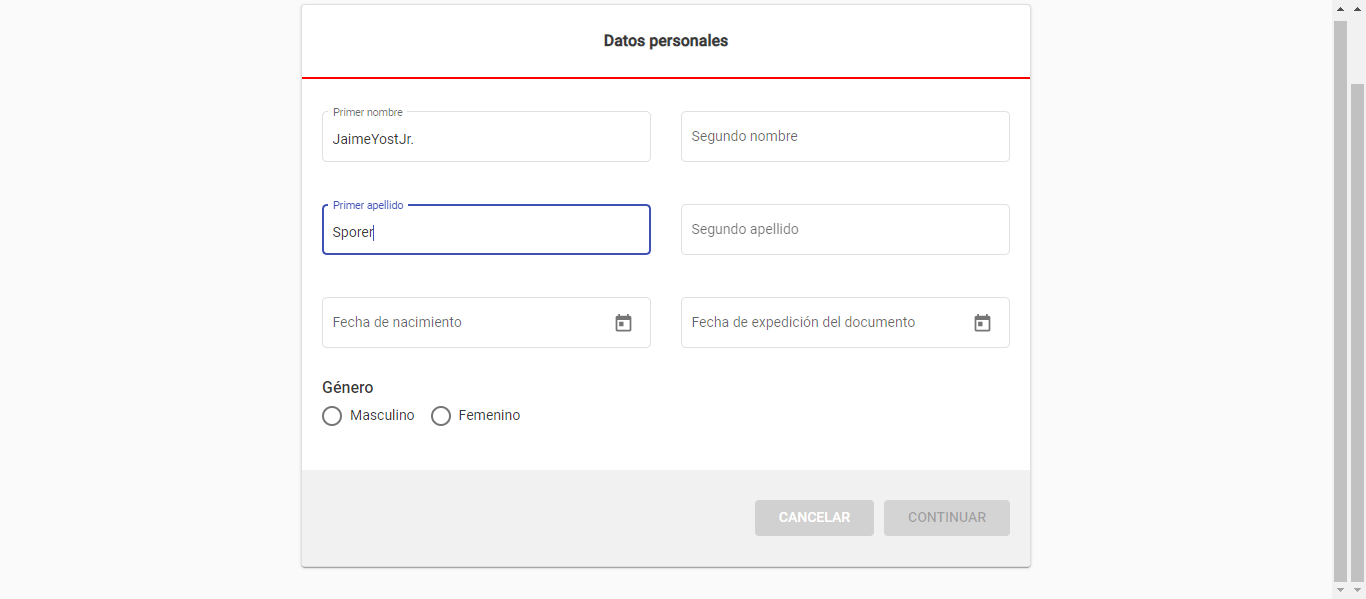 Datos personales
Primer nombre
JaimeYostJr.
Segundo nombre
Primer apellido
Sporer
Segundo apellido
Fecha de nacimiento
Fecha de expedición del documento
Género
Masculino
Femenino
CANCELAR
CONTINUAR